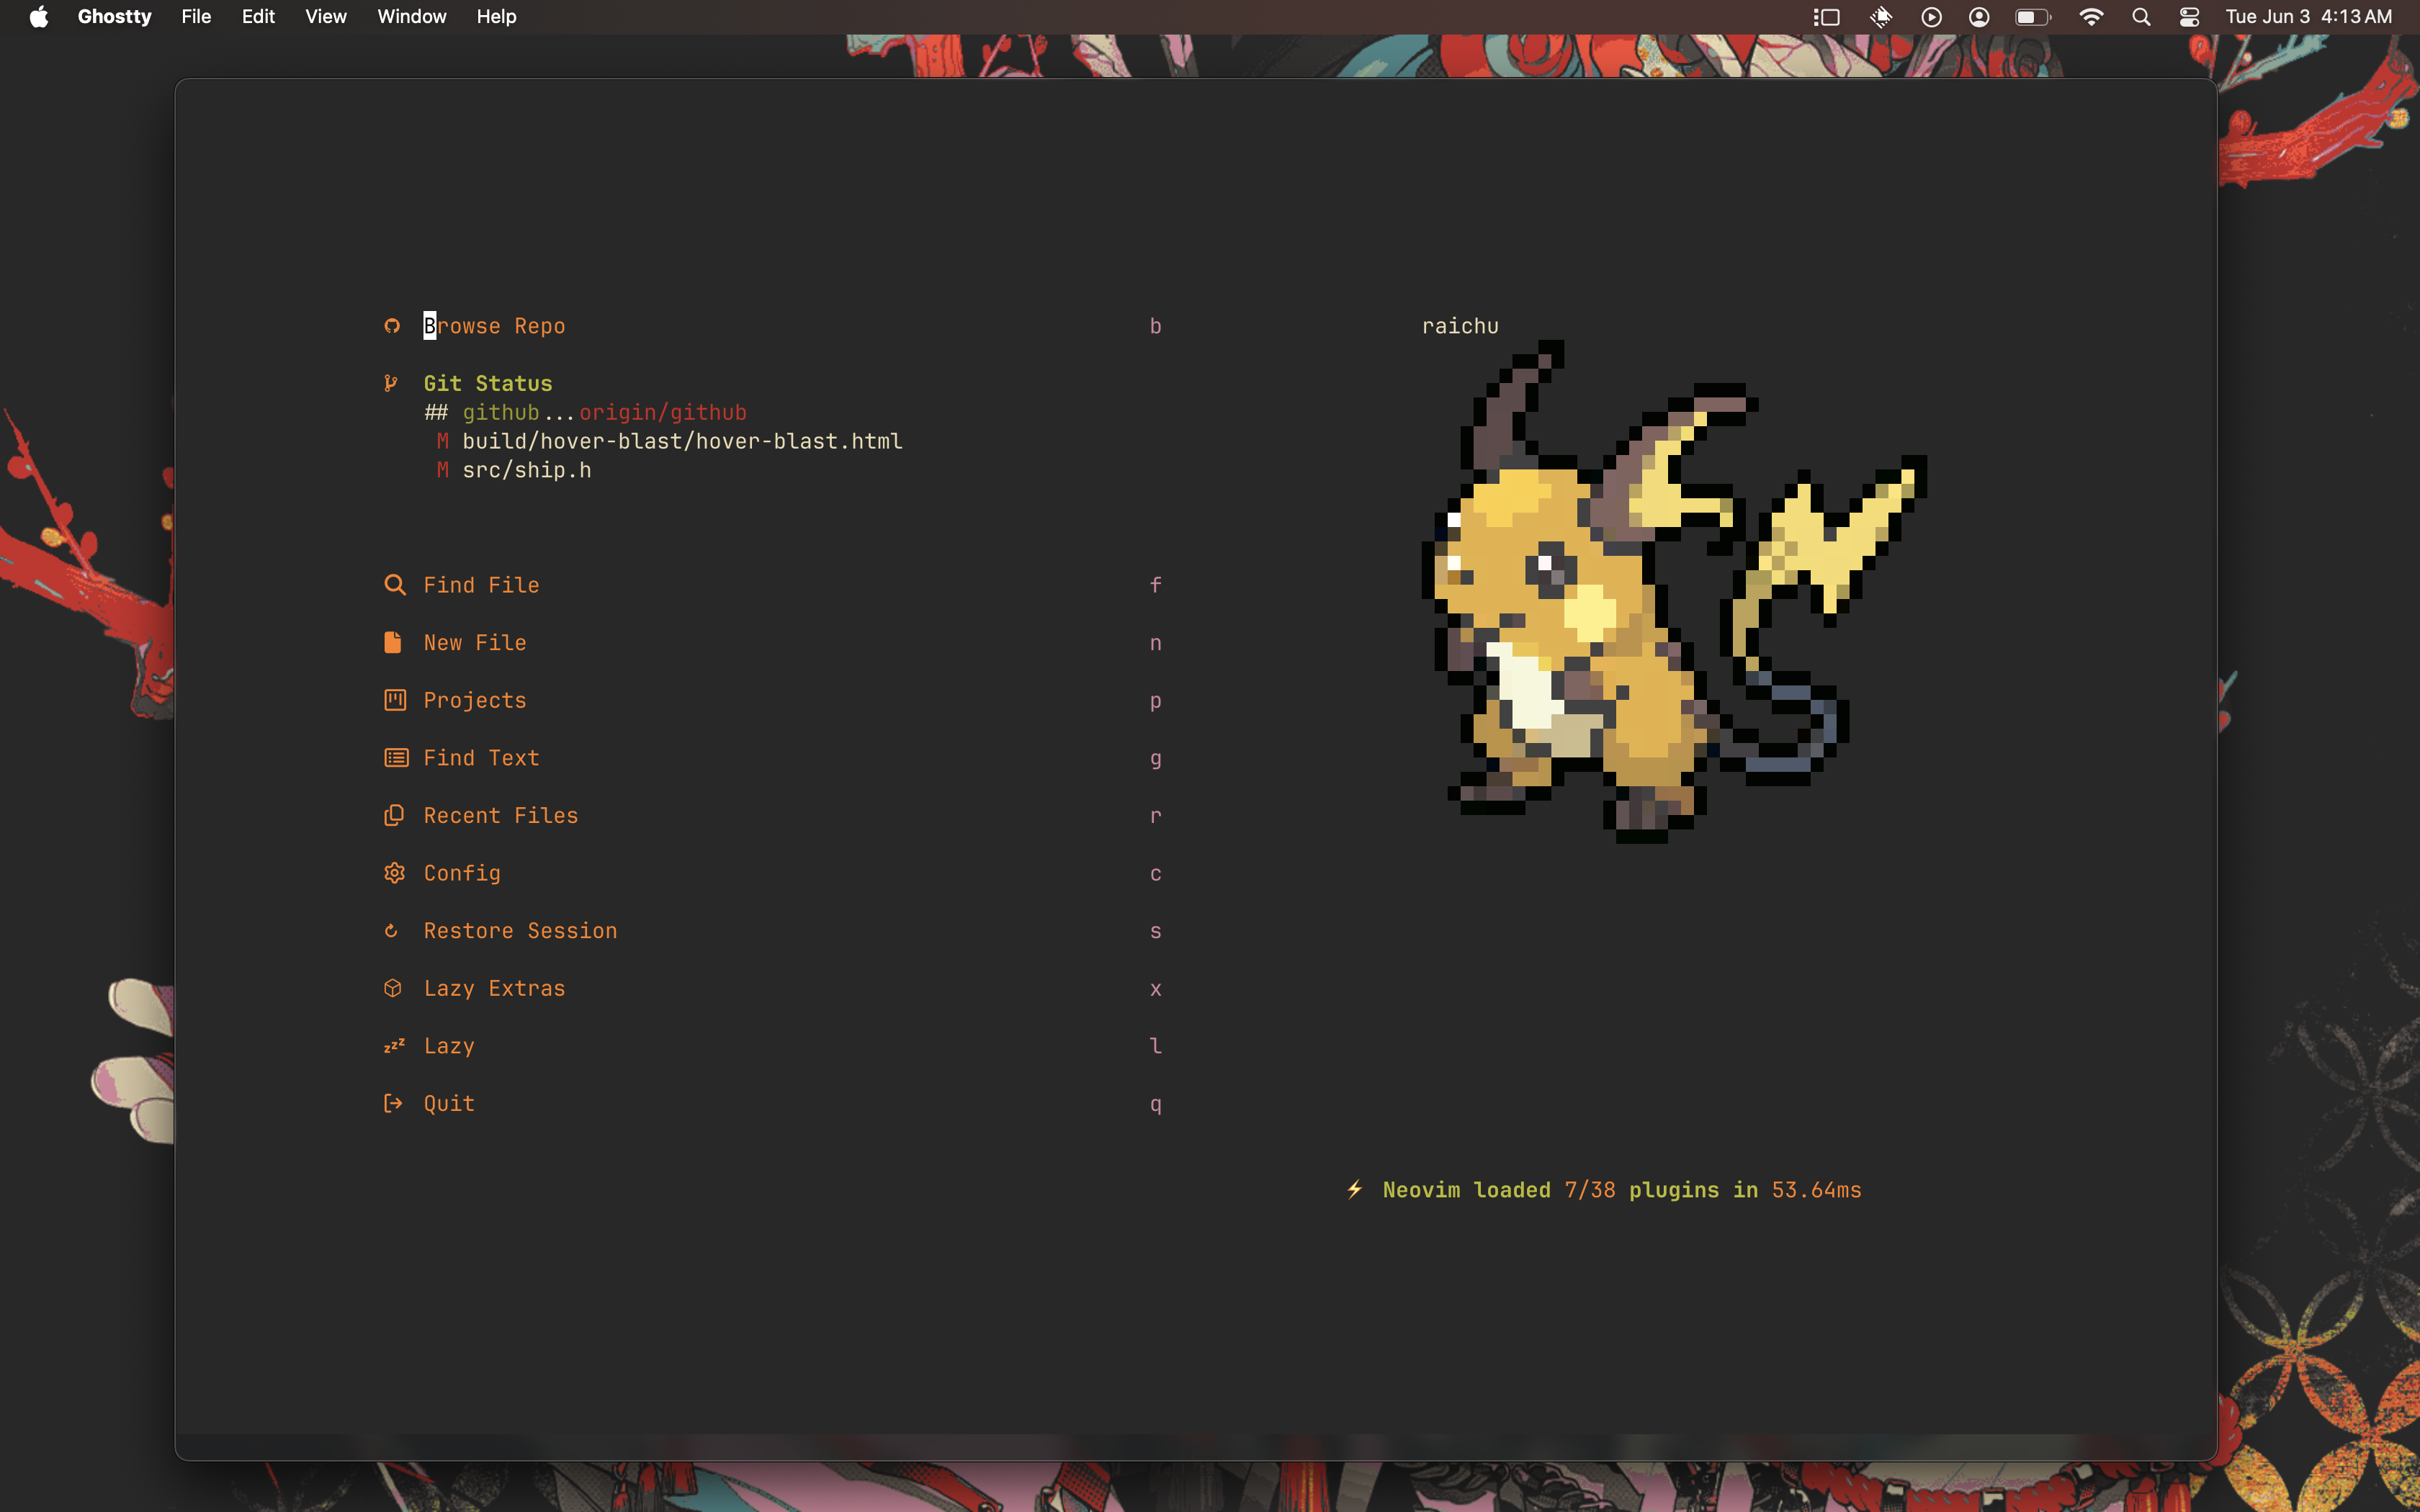 Ghostty File Edit View Window Help Tue Jun 3 4:13 AM
Browse Repo b
Git Status
## github...origin/github
M build/hover-blast/hover-blast.html
M src/ship.h
Find File f
New File n
Projects p
Find Text g
Recent Files r
Config c
Restore Session s
Lazy Extras x
zzz Lazy l
Quit q
raichu
Neovim loaded 7/38 plugins in 53.64ms